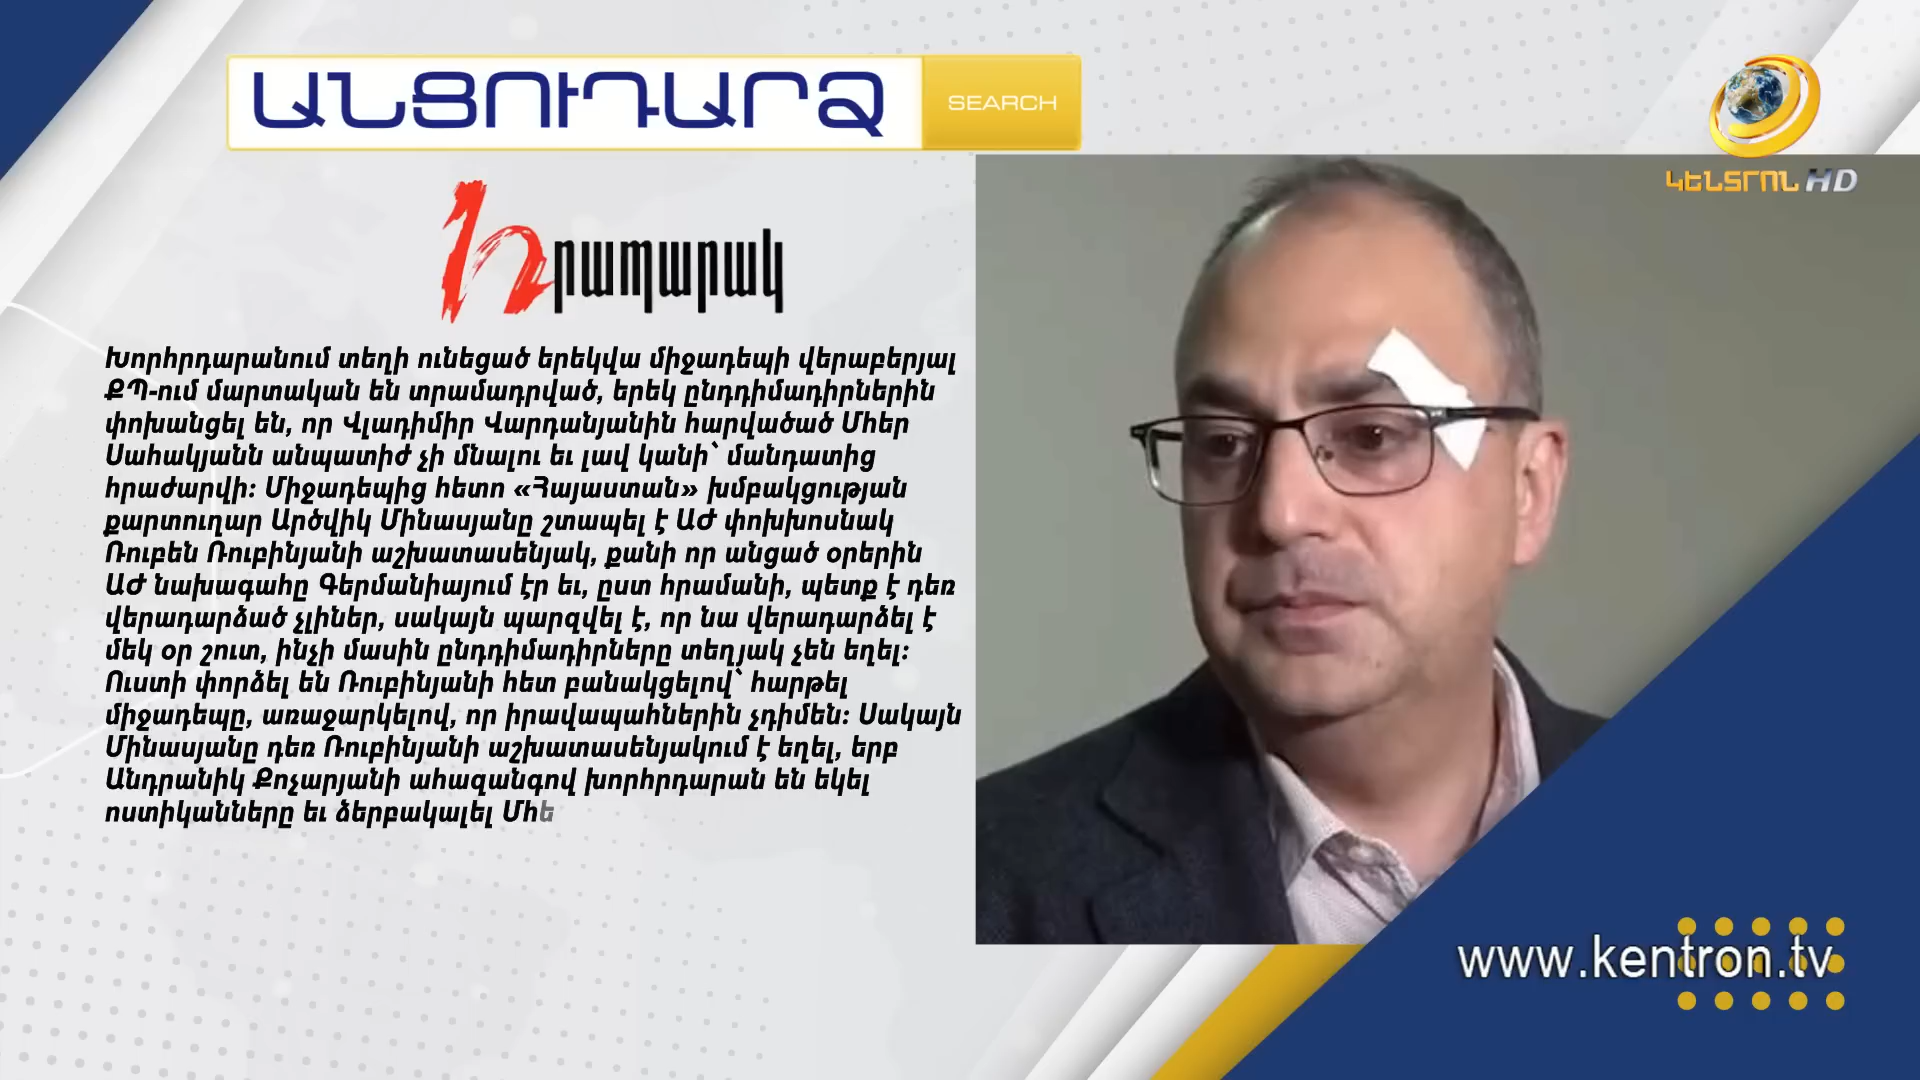 ԱՆՑՈՒԴԱՐՁ
SEARCH
ԿԵՆՏՐՈՆ HD
հրապարակ
Խորհրդարանում տեղի ունեցած երեկվա միջադեպի վերաբերյալ
ՔՊ-ում մարտական են տրամադրված, երեկ ընդդիմադիրներին
փոխանցել են, որ Վլադիմիր Վարդանյանին հարվածած Մհեր
Սահակյանն անպատիժ չի մնալու եւ լավ կանի՝ մանդատից
հրաժարվի։ Միջադեպից հետո «Հայաստան» խմբակցության
քարտուղար Արծվիկ Մինասյանը շտապել է ԱԺ փոխխոսնակ
Ռուբեն Ռուբինյանի աշխատասենյակ, քանի որ անցած օրերին
ԱԺ նախագահը Գերմանիայում էր եւ, ըստ հրամանի, պետք է դեռ
վերադարձած չլիներ, սակայն պարզվել է, որ նա վերադարձել է
մեկ օր շուտ, ինչի մասին ընդդիմադիրները տեղյակ չեն եղել։
Ուստի փորձել են Ռուբինյանի հետ բանակցելով՝ հարթել
միջադեպը, առաջարկելով, որ իրավապահներին չդիմեն։ Սակայն
Մինասյանը դեռ Ռուբինյանի աշխատասենյակում է եղել, երբ
Անդրանիկ Քոչարյանի ահազանգով խորհրդարան են եկել
ոստիկանները եւ ձերբակալել Մհե
www.kentron.tv